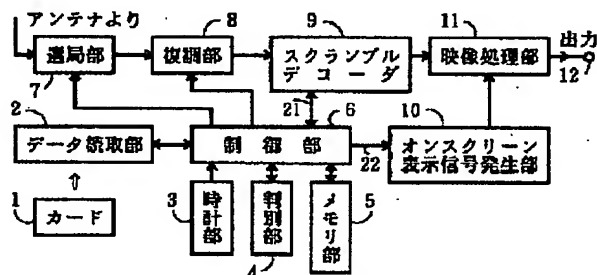 アンテナより
8
9
11
選局部
復調部
スクランブル
デコーダ
映像処理部
出力
12
7
21
6
10
2
データ読取部
制御部
22
オンスクリーン
表示信号発生部
1
カード
3
時計部
判別部
4
メモリ部
5